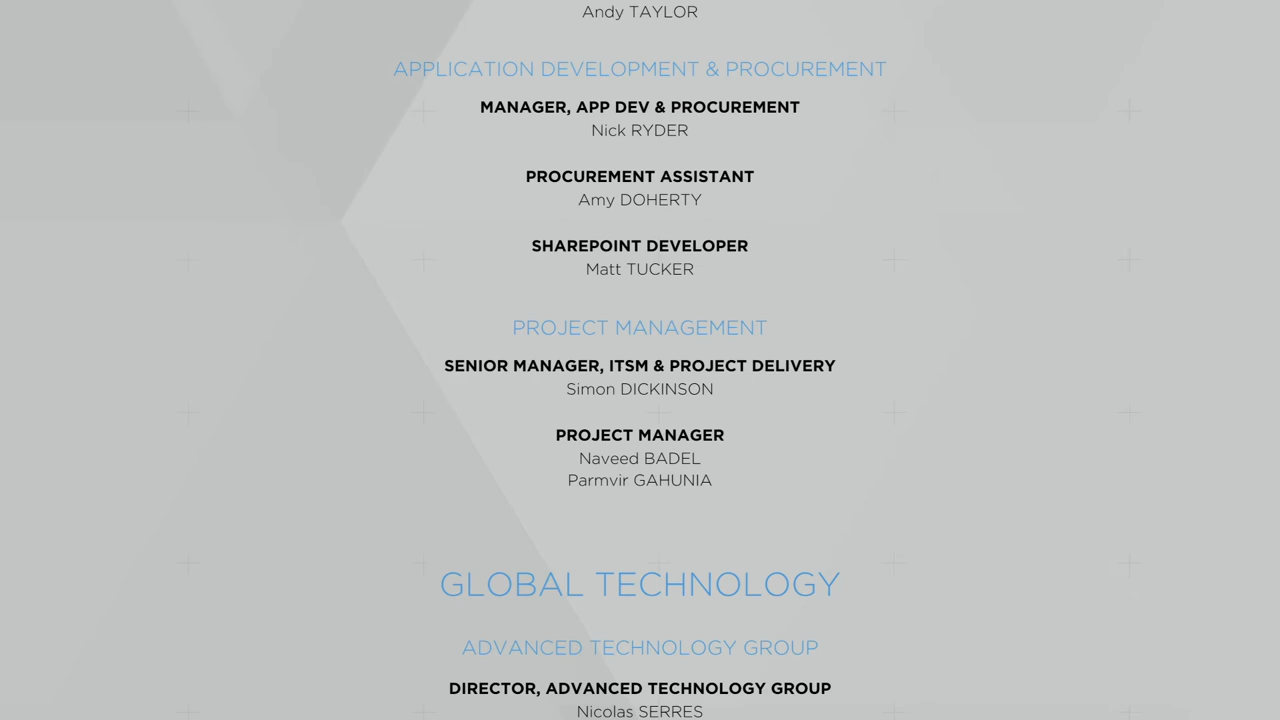 Andy TAYLOR
APPLICATION DEVELOPMENT & PROCUREMENT
MANAGER, APP DEV & PROCUREMENT
Nick RYDER
PROCUREMENT ASSISTANT
Amy DOHERTY
SHAREPOINT DEVELOPER
Matt TUCKER
PROJECT MANAGEMENT
SENIOR MANAGER, ITSM & PROJECT DELIVERY
Simon DICKINSON
PROJECT MANAGER
Naveed BADEL
Parmvir GAHUNIA
GLOBAL TECHNOLOGY
ADVANCED TECHNOLOGY GROUP
DIRECTOR, ADVANCED TECHNOLOGY GROUP
Nicolas SERRES